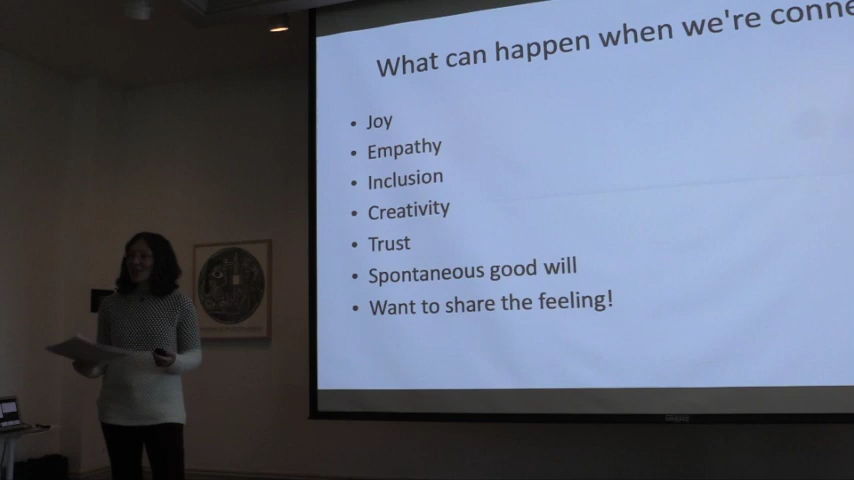 What can happen when we're conne
• Joy
• Empathy
• Inclusion
• Creativity
• Trust
• Spontaneous good will
• Want to share the feeling!